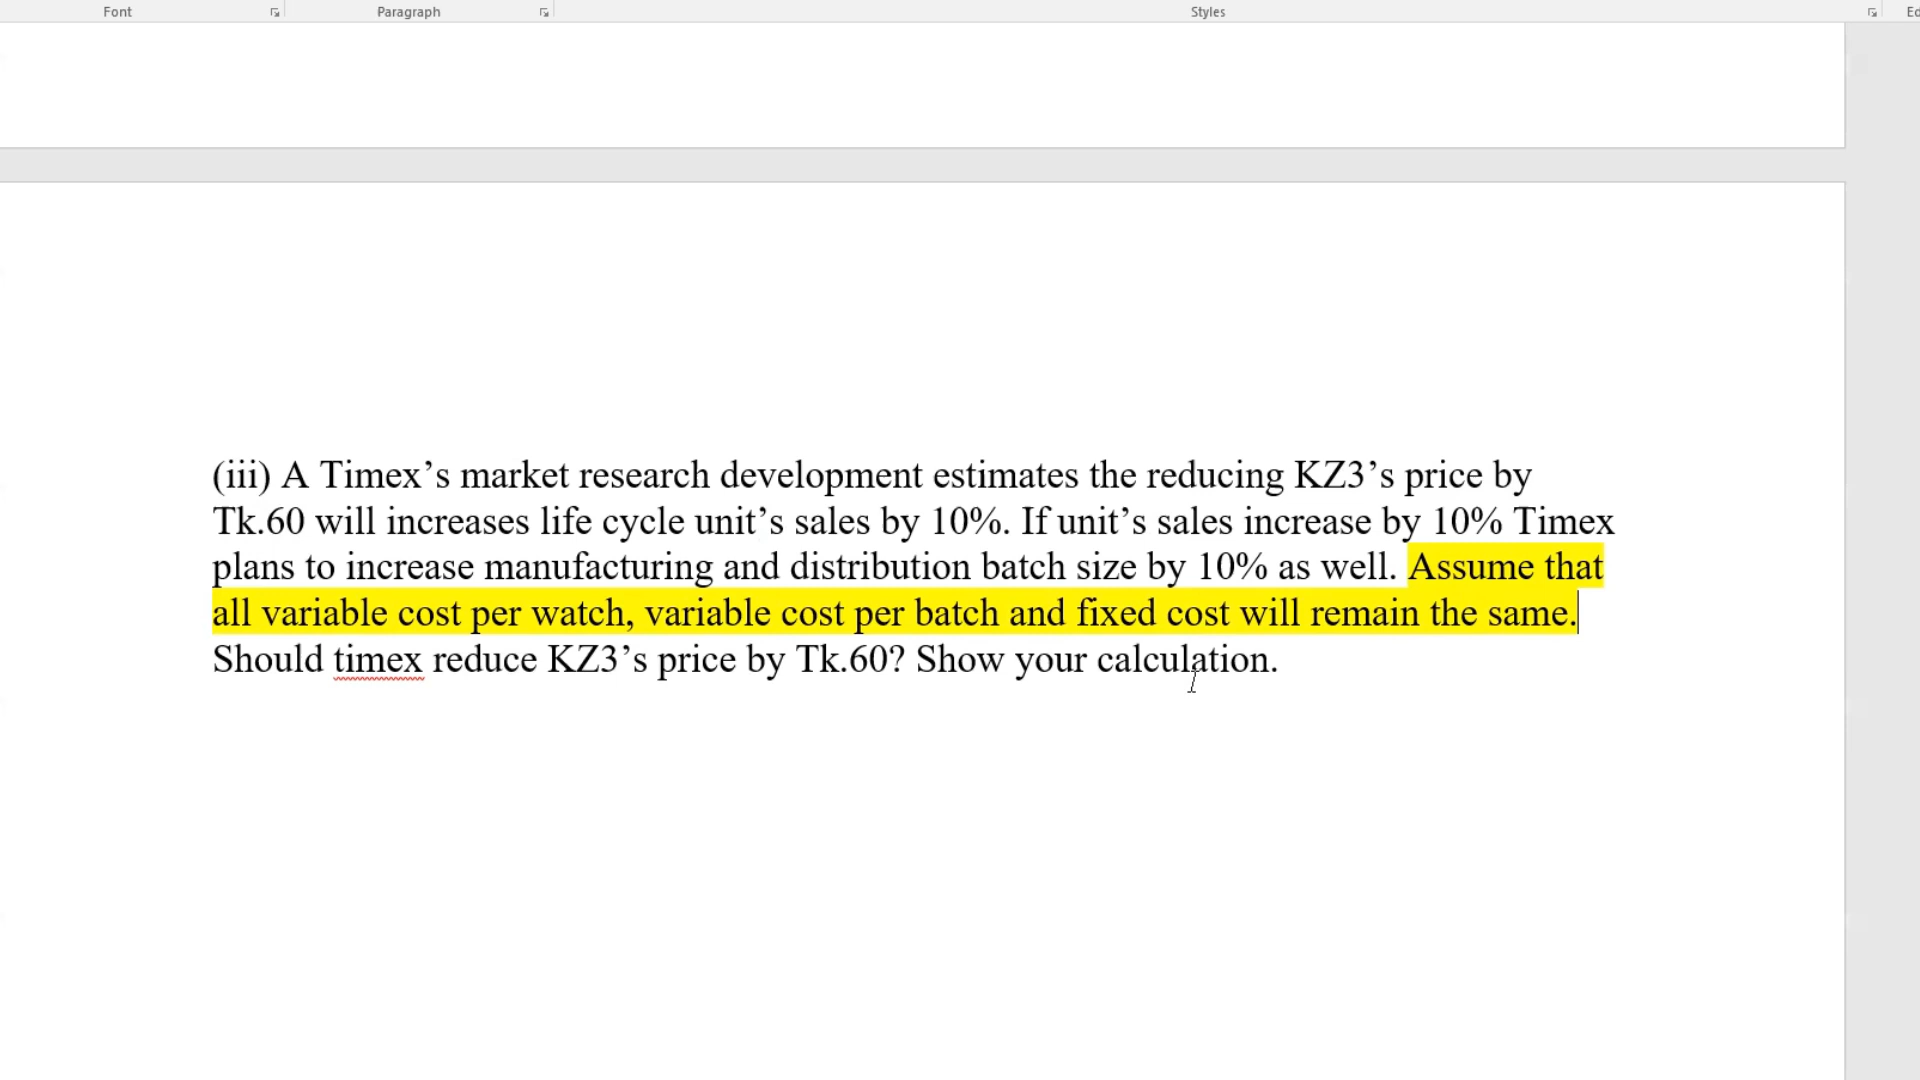 Font Paragraph Styles
(iii) A Timex’s market research development estimates the reducing KZ3’s price by
Tk.60 will increases life cycle unit’s sales by 10%. If unit’s sales increase by 10% Timex
plans to increase manufacturing and distribution batch size by 10% as well. Assume that
all variable cost per watch, variable cost per batch and fixed cost will remain the same.
Should timex reduce KZ3’s price by Tk.60? Show your calculation.